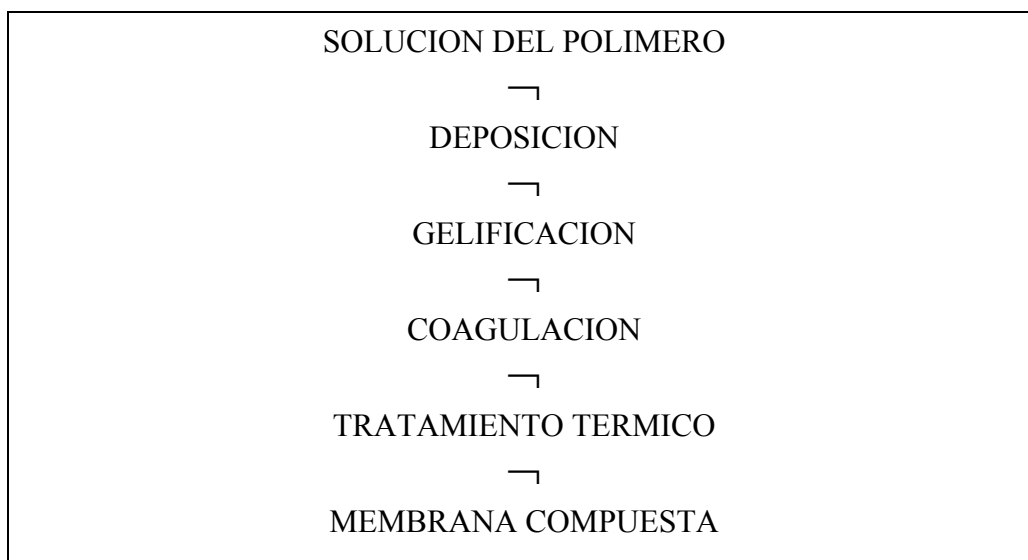 SOLUCION DEL POLIMERO
¬
DEPOSICION
¬
GELIFICACION
¬
COAGULACION
¬
TRATAMIENTO TERMICO
¬
MEMBRANA COMPUESTA